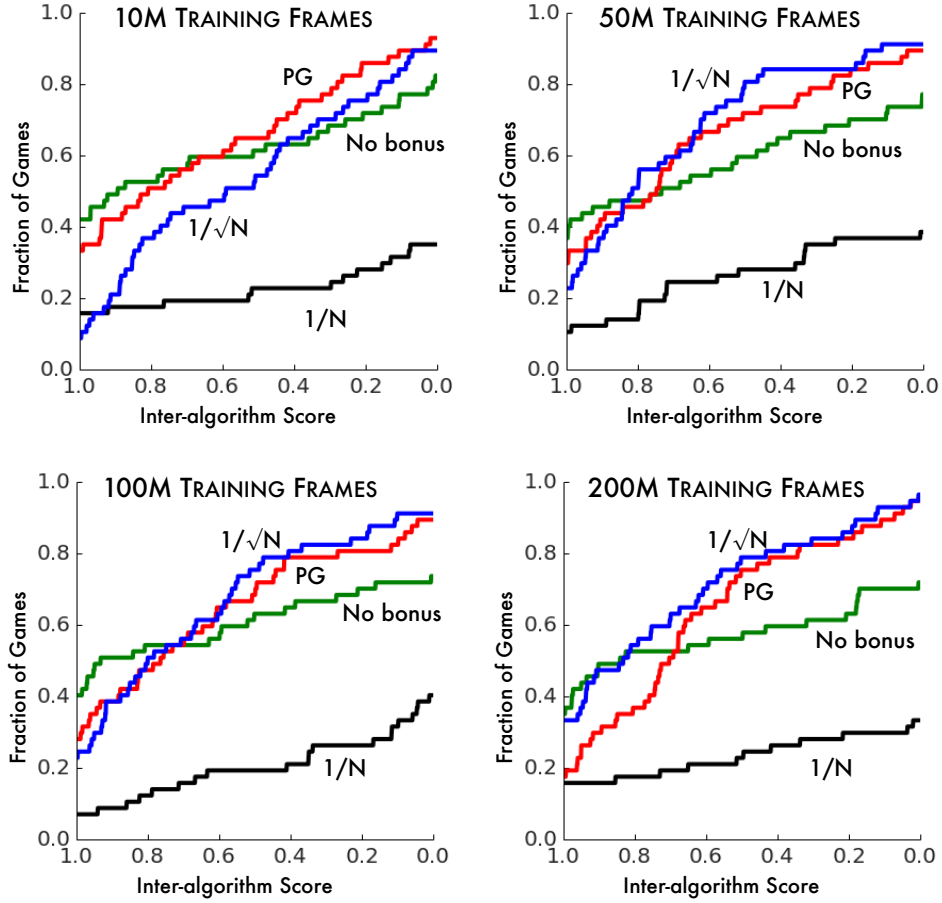 10M TRAINING FRAMES
1.0
0.8
0.6
0.4
0.2
0.0
Fraction of Games
PG
No bonus
1/√N
1/N
1.0 0.8 0.6 0.4 0.2 0.0
Inter-algorithm Score
50M TRAINING FRAMES
1.0
0.8
0.6
0.4
0.2
0.0
Fraction of Games
1/√N
PG
No bonus
1/N
1.0 0.8 0.6 0.4 0.2 0.0
Inter-algorithm Score
100M TRAINING FRAMES
1.0
0.8
0.6
0.4
0.2
0.0
Fraction of Games
1/√N
PG
No bonus
1/N
1.0 0.8 0.6 0.4 0.2 0.0
Inter-algorithm Score
200M TRAINING FRAMES
1.0
0.8
0.6
0.4
0.2
0.0
Fraction of Games
1/√N
PG
No bonus
1/N
1.0 0.8 0.6 0.4 0.2 0.0
Inter-algorithm Score